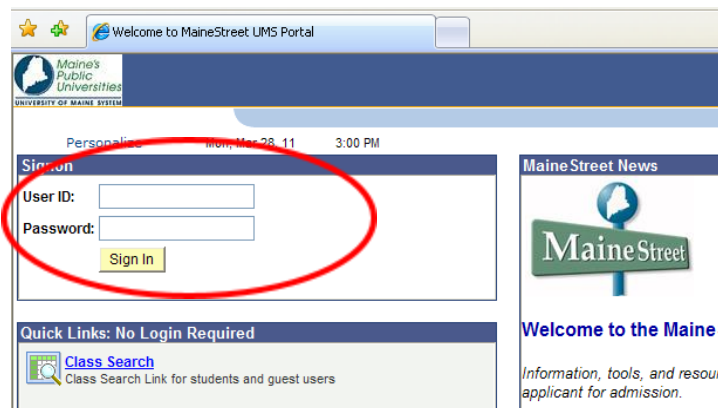 Welcome to MaineStreet UMS Portal
Maine's
Public
Universities
UNIVERSITY OF MAINE SYSTEM
Personalize Mon, Mar 28, 11 3:00 PM
Signon
User ID:
Password:
Sign In
Quick Links: No Login Required
Class Search
Class Search Link for students and guest users
MaineStreet News
MaineStreet
Welcome to the Maine
Information, tools, and resour
applicant for admission.